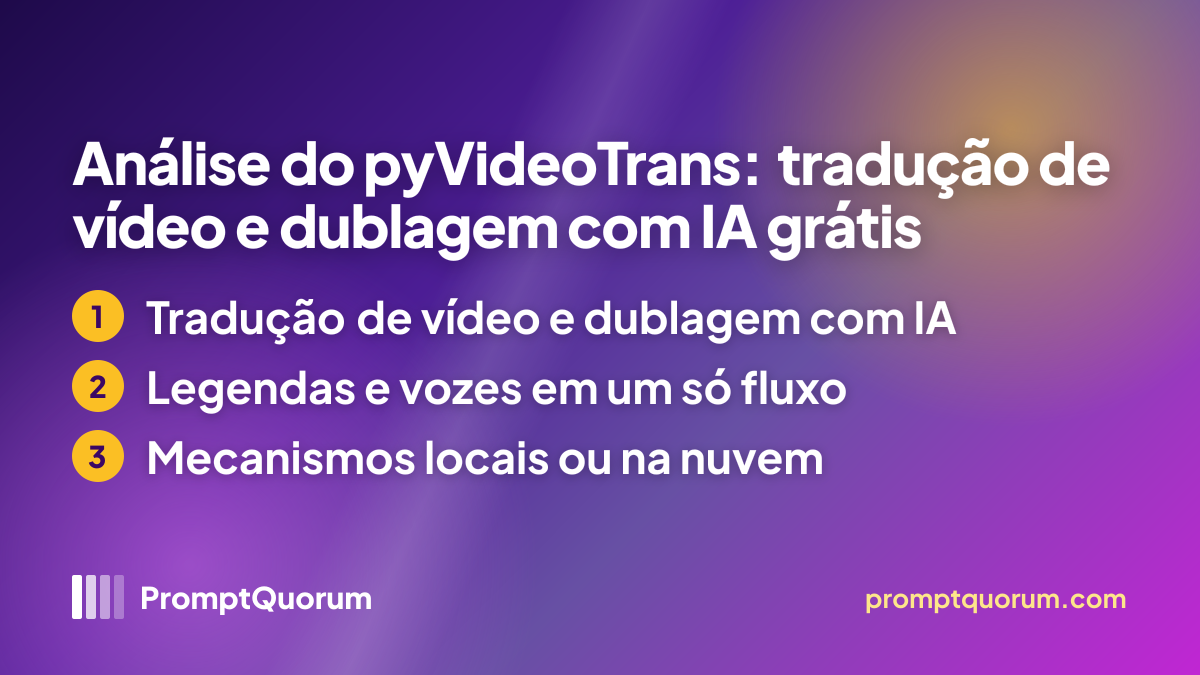 Análise do pyVideoTrans: tradução de
vídeo e dublagem com IA grátis
1 Tradução de vídeo e dublagem com IA
2 Legendas e vozes em um só fluxo
3 Mecanismos locais ou na nuvem
PromptQuorum
promptquorum.com